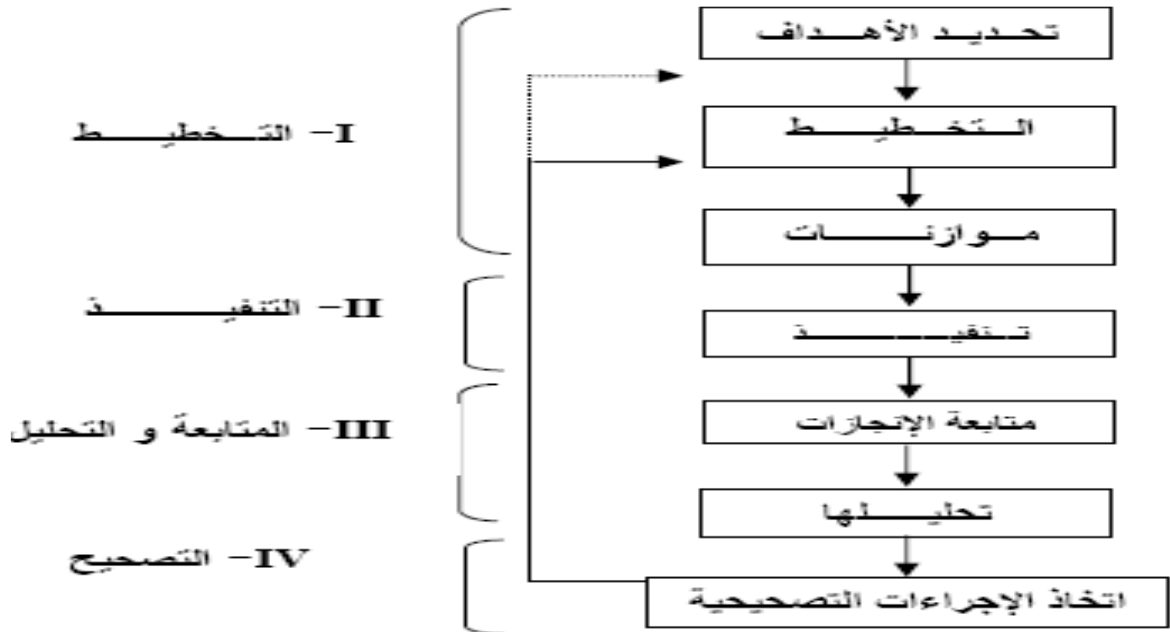 تحديد الأهداف
التخطيط
موازنات
تنفيذ
متابعة الإنجازات
تحليلها
اتخاذ الإجراءات التصحيحية
I- التخطيط
II- التنفيذ
III- المتابعة و التحليل
IV- التصحيح